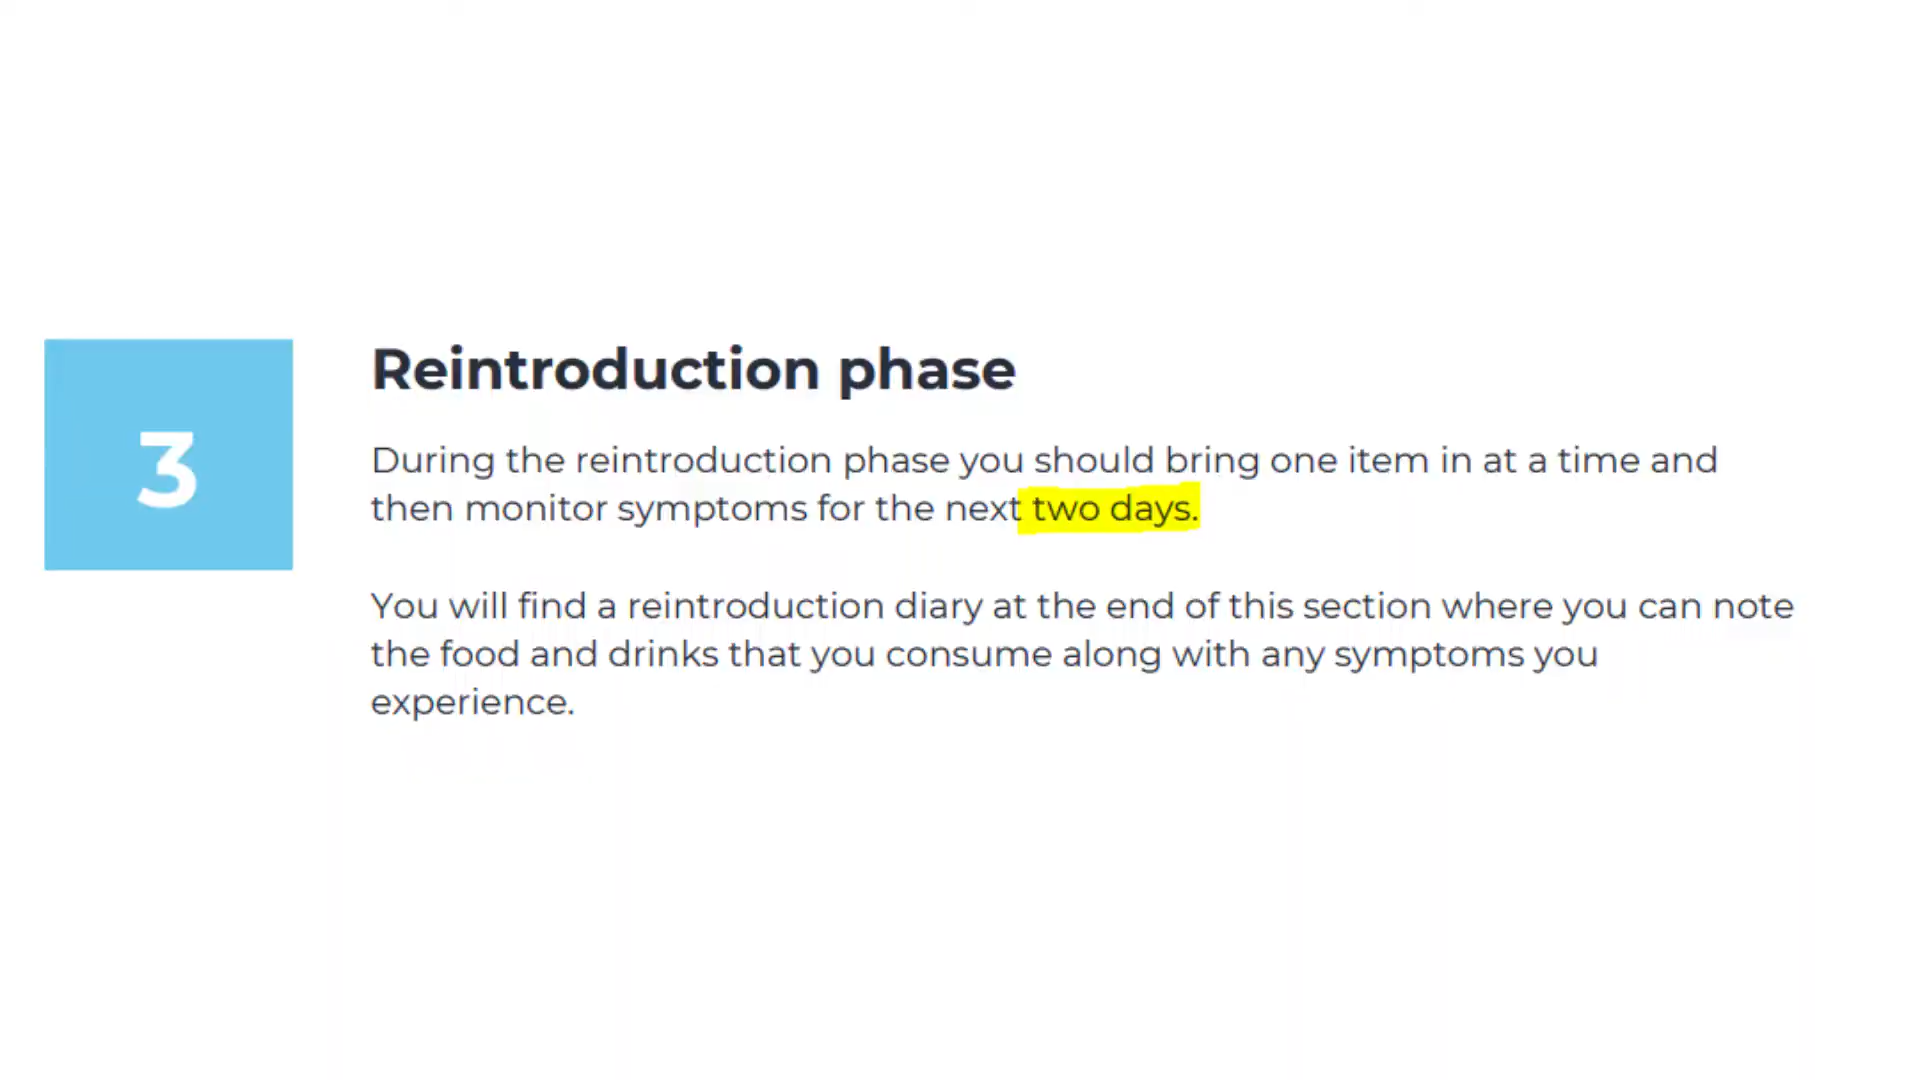 3
Reintroduction phase
During the reintroduction phase you should bring one item in at a time and
then monitor symptoms for the next two days.
You will find a reintroduction diary at the end of this section where you can note
the food and drinks that you consume along with any symptoms you
experience.